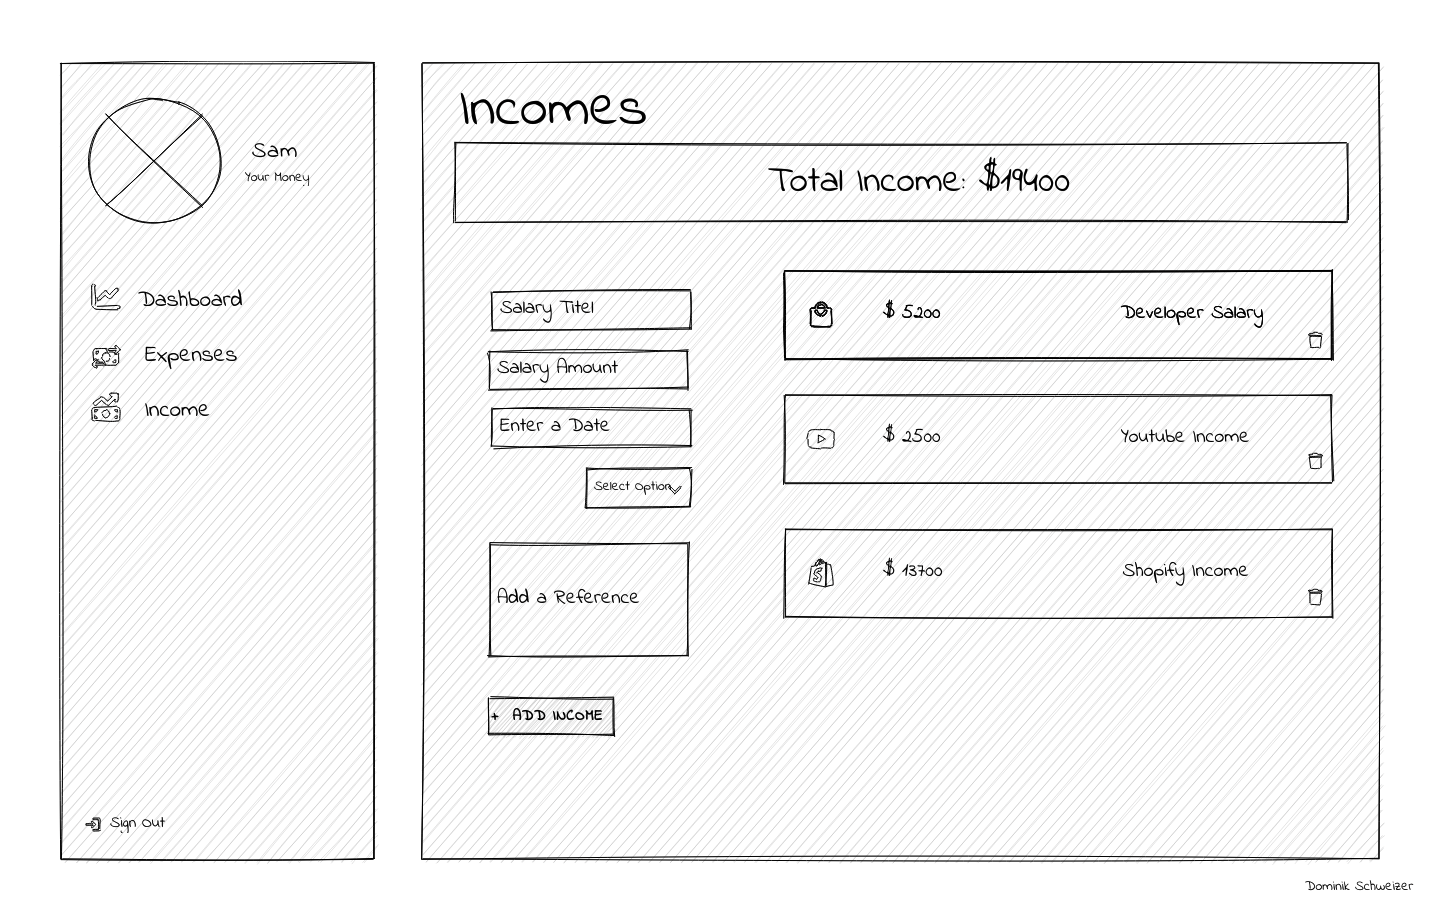 Sam
Your Money
Dashboard
Expenses
Income
Sign Out
Incomes
Total Income: $19400
Salary Titel
Salary Amount
Enter a Date
Select Option
Add a Reference
+ ADD INCOME
$ 5200 Developer Salary
$ 2500 Youtube Income
S $ 13700 Shopify Income
Dominik Schweizer